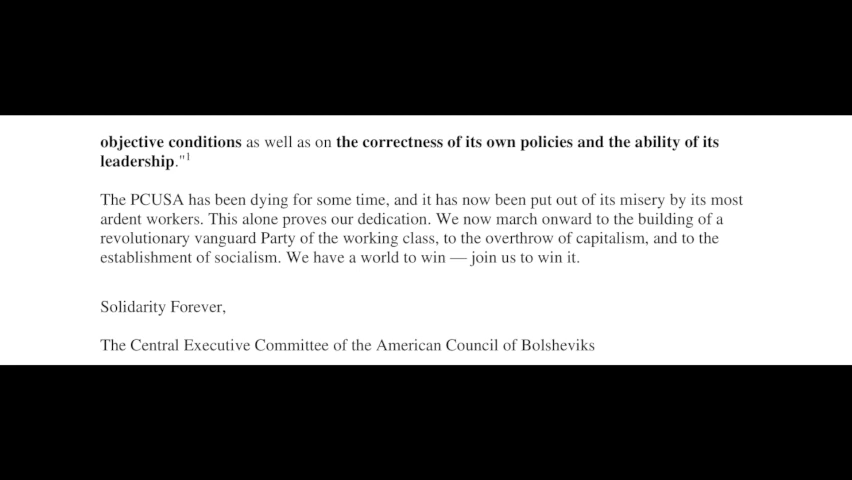 objective conditions as well as on the correctness of its own policies and the ability of its
leadership."1
The PCUSA has been dying for some time, and it has now been put out of its misery by its most
ardent workers. This alone proves our dedication. We now march onward to the building of a
revolutionary vanguard Party of the working class, to the overthrow of capitalism, and to the
establishment of socialism. We have a world to win — join us to win it.
Solidarity Forever,
The Central Executive Committee of the American Council of Bolsheviks